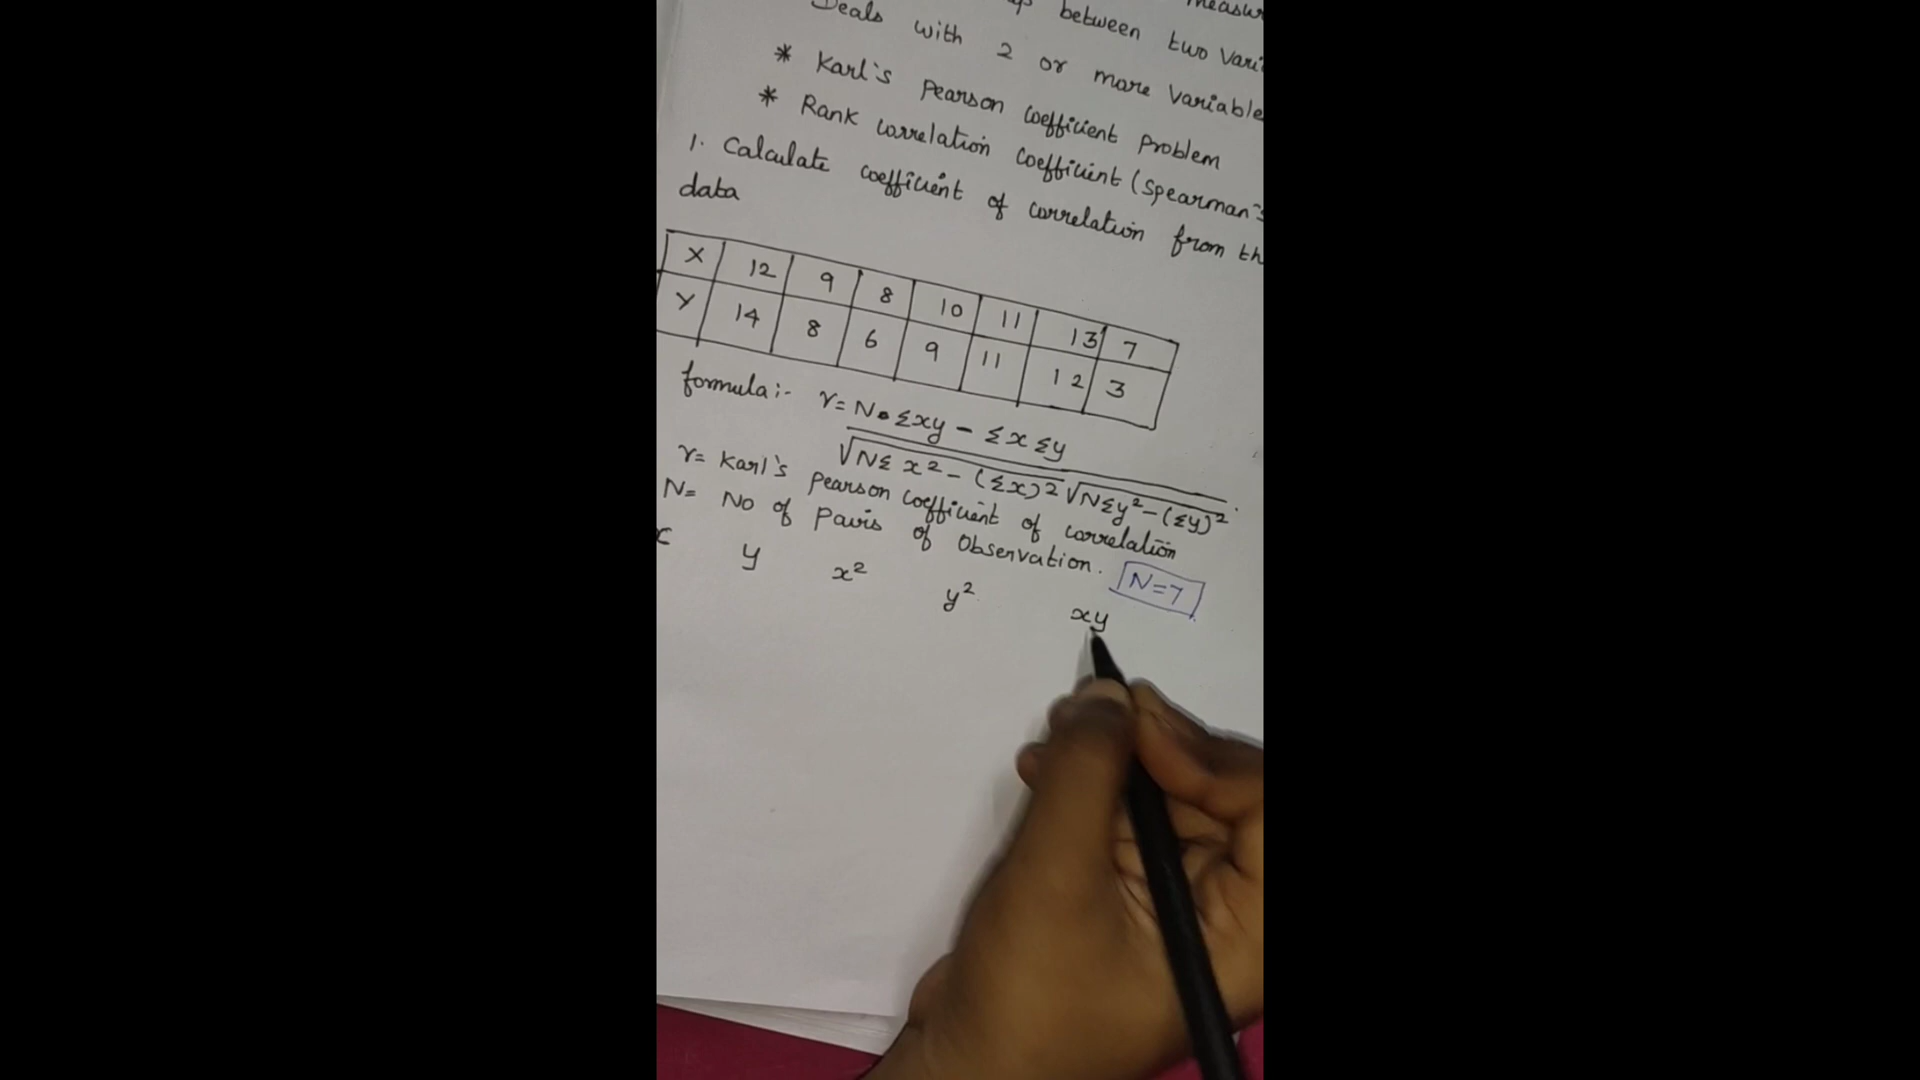 measu
between two Vari
Deals with 2 or more Variable
* Karl's pearson coefficient problem
* Rank correlation coefficient (Spearman's
1. Calculate coefficient of correlation from th
data
X 12 9 8 10 11 13 7
Y 14 8 6 9 11 12 3
formula:- r= N. Σxy - Σx Σy
√NΣx² - (Σx)² √NΣy² - (Σy)²
r= Karl's pearson coefficient of correlation
N= No of Pairs of Observation. N=7
y x² y² xy